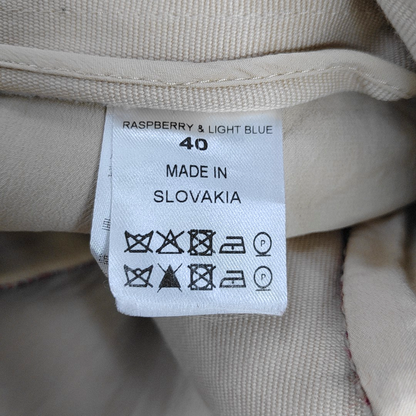 RASPBERRY & LIGHT BLUE
40
MADE IN
SLOVAKIA
P
P